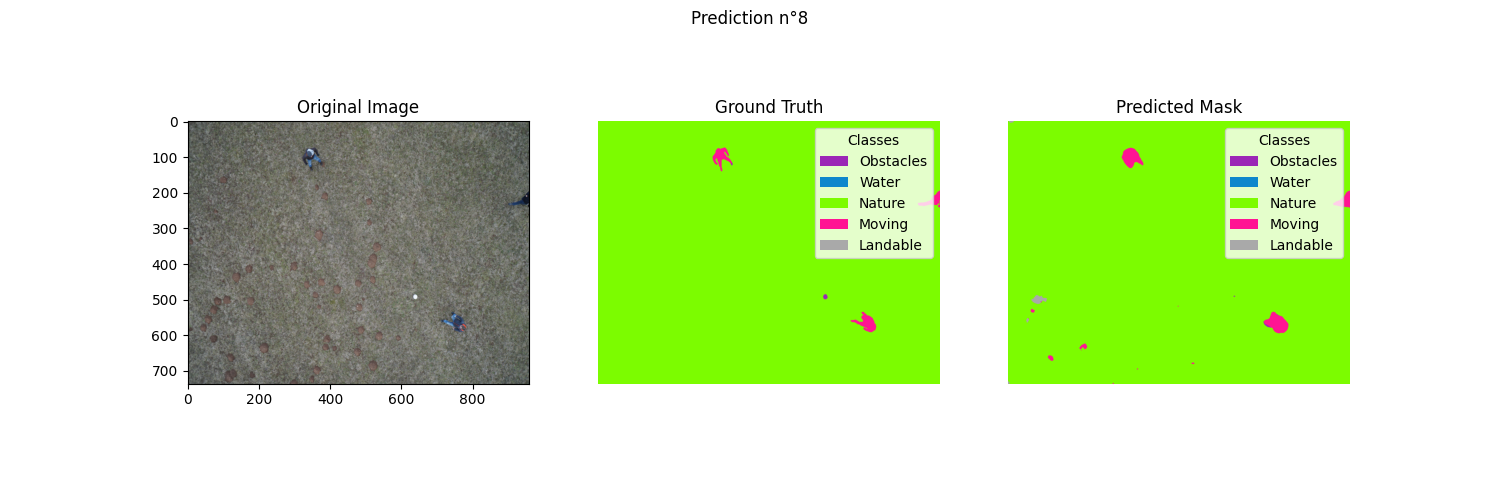 Prediction n°8
Original Image
Ground Truth
Predicted Mask
0
100
200
300
400
500
600
700
0
200
400
600
800
Classes
Obstacles
Water
Nature
Moving
Landable
Classes
Obstacles
Water
Nature
Moving
Landable